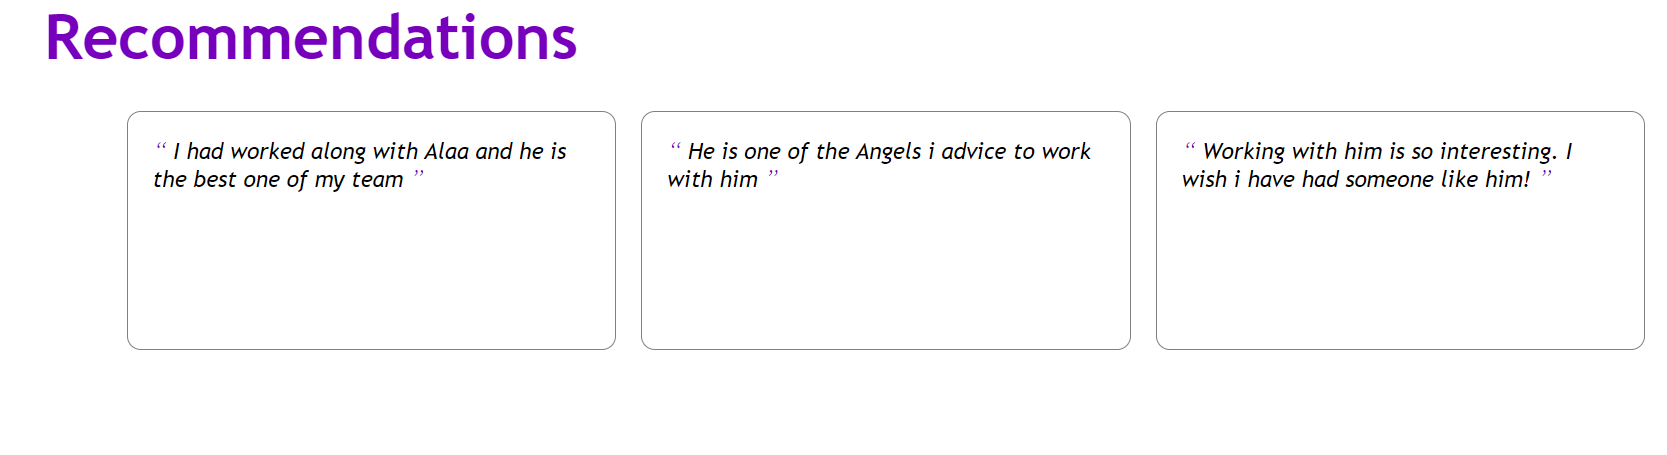 Recommendations
“ I had worked along with Alaa and he is
the best one of my team ”
“ He is one of the Angels i advice to work
with him ”
“ Working with him is so interesting. I
wish i have had someone like him! ”